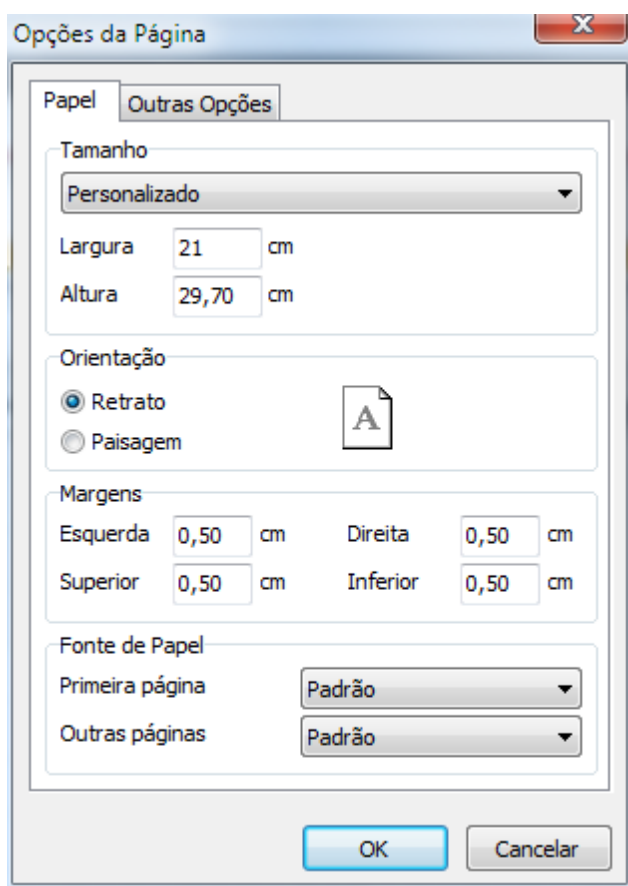 Opções da Página
Papel Outras Opções
Tamanho
Personalizado
Largura 21 cm
Altura 29,70 cm
Orientação
Retrato
A
Paisagem
Margens
Esquerda 0,50 cm Direita 0,50 cm
Superior 0,50 cm Inferior 0,50 cm
Fonte de Papel
Primeira página Padrão
Outras páginas Padrão
OK Cancelar